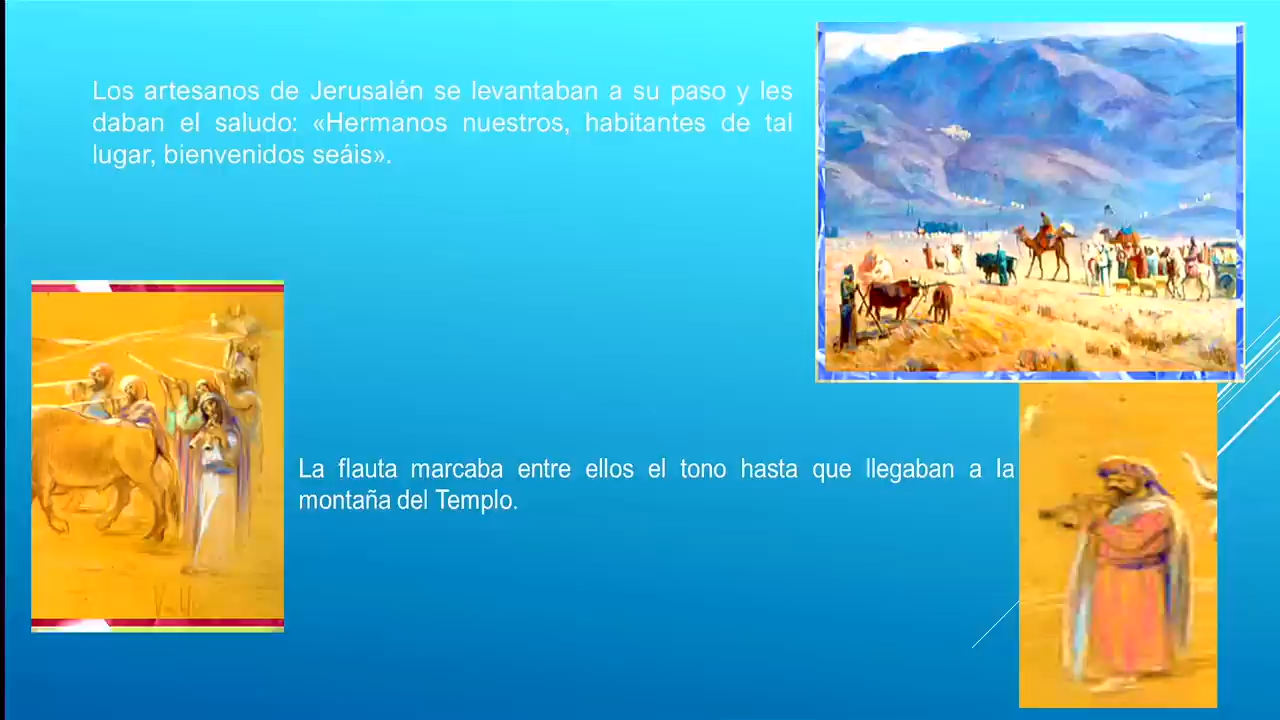 Los artesanos de Jerusalén se levantaban a su paso y les
daban el saludo: «Hermanos nuestros, habitantes de tal
lugar, bienvenidos seáis».
La flauta marcaba entre ellos el tono hasta que llegaban a la
montaña del Templo.